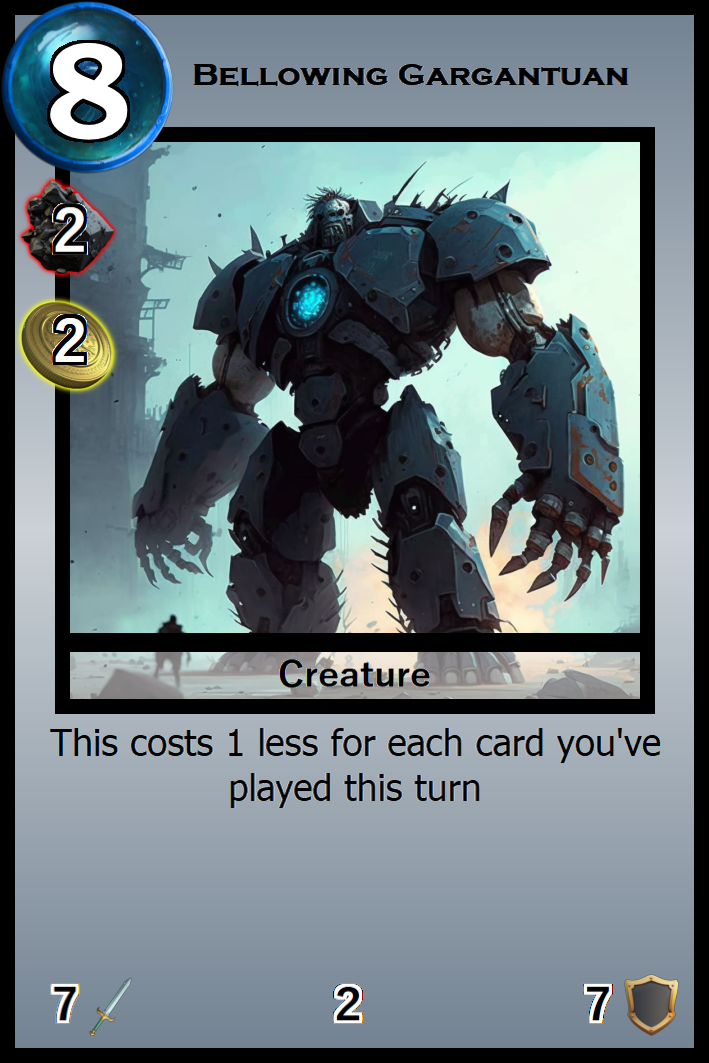 8
Bellowing Gargantuan
2
2
Creature
This costs 1 less for each card you've
played this turn
7 2 7